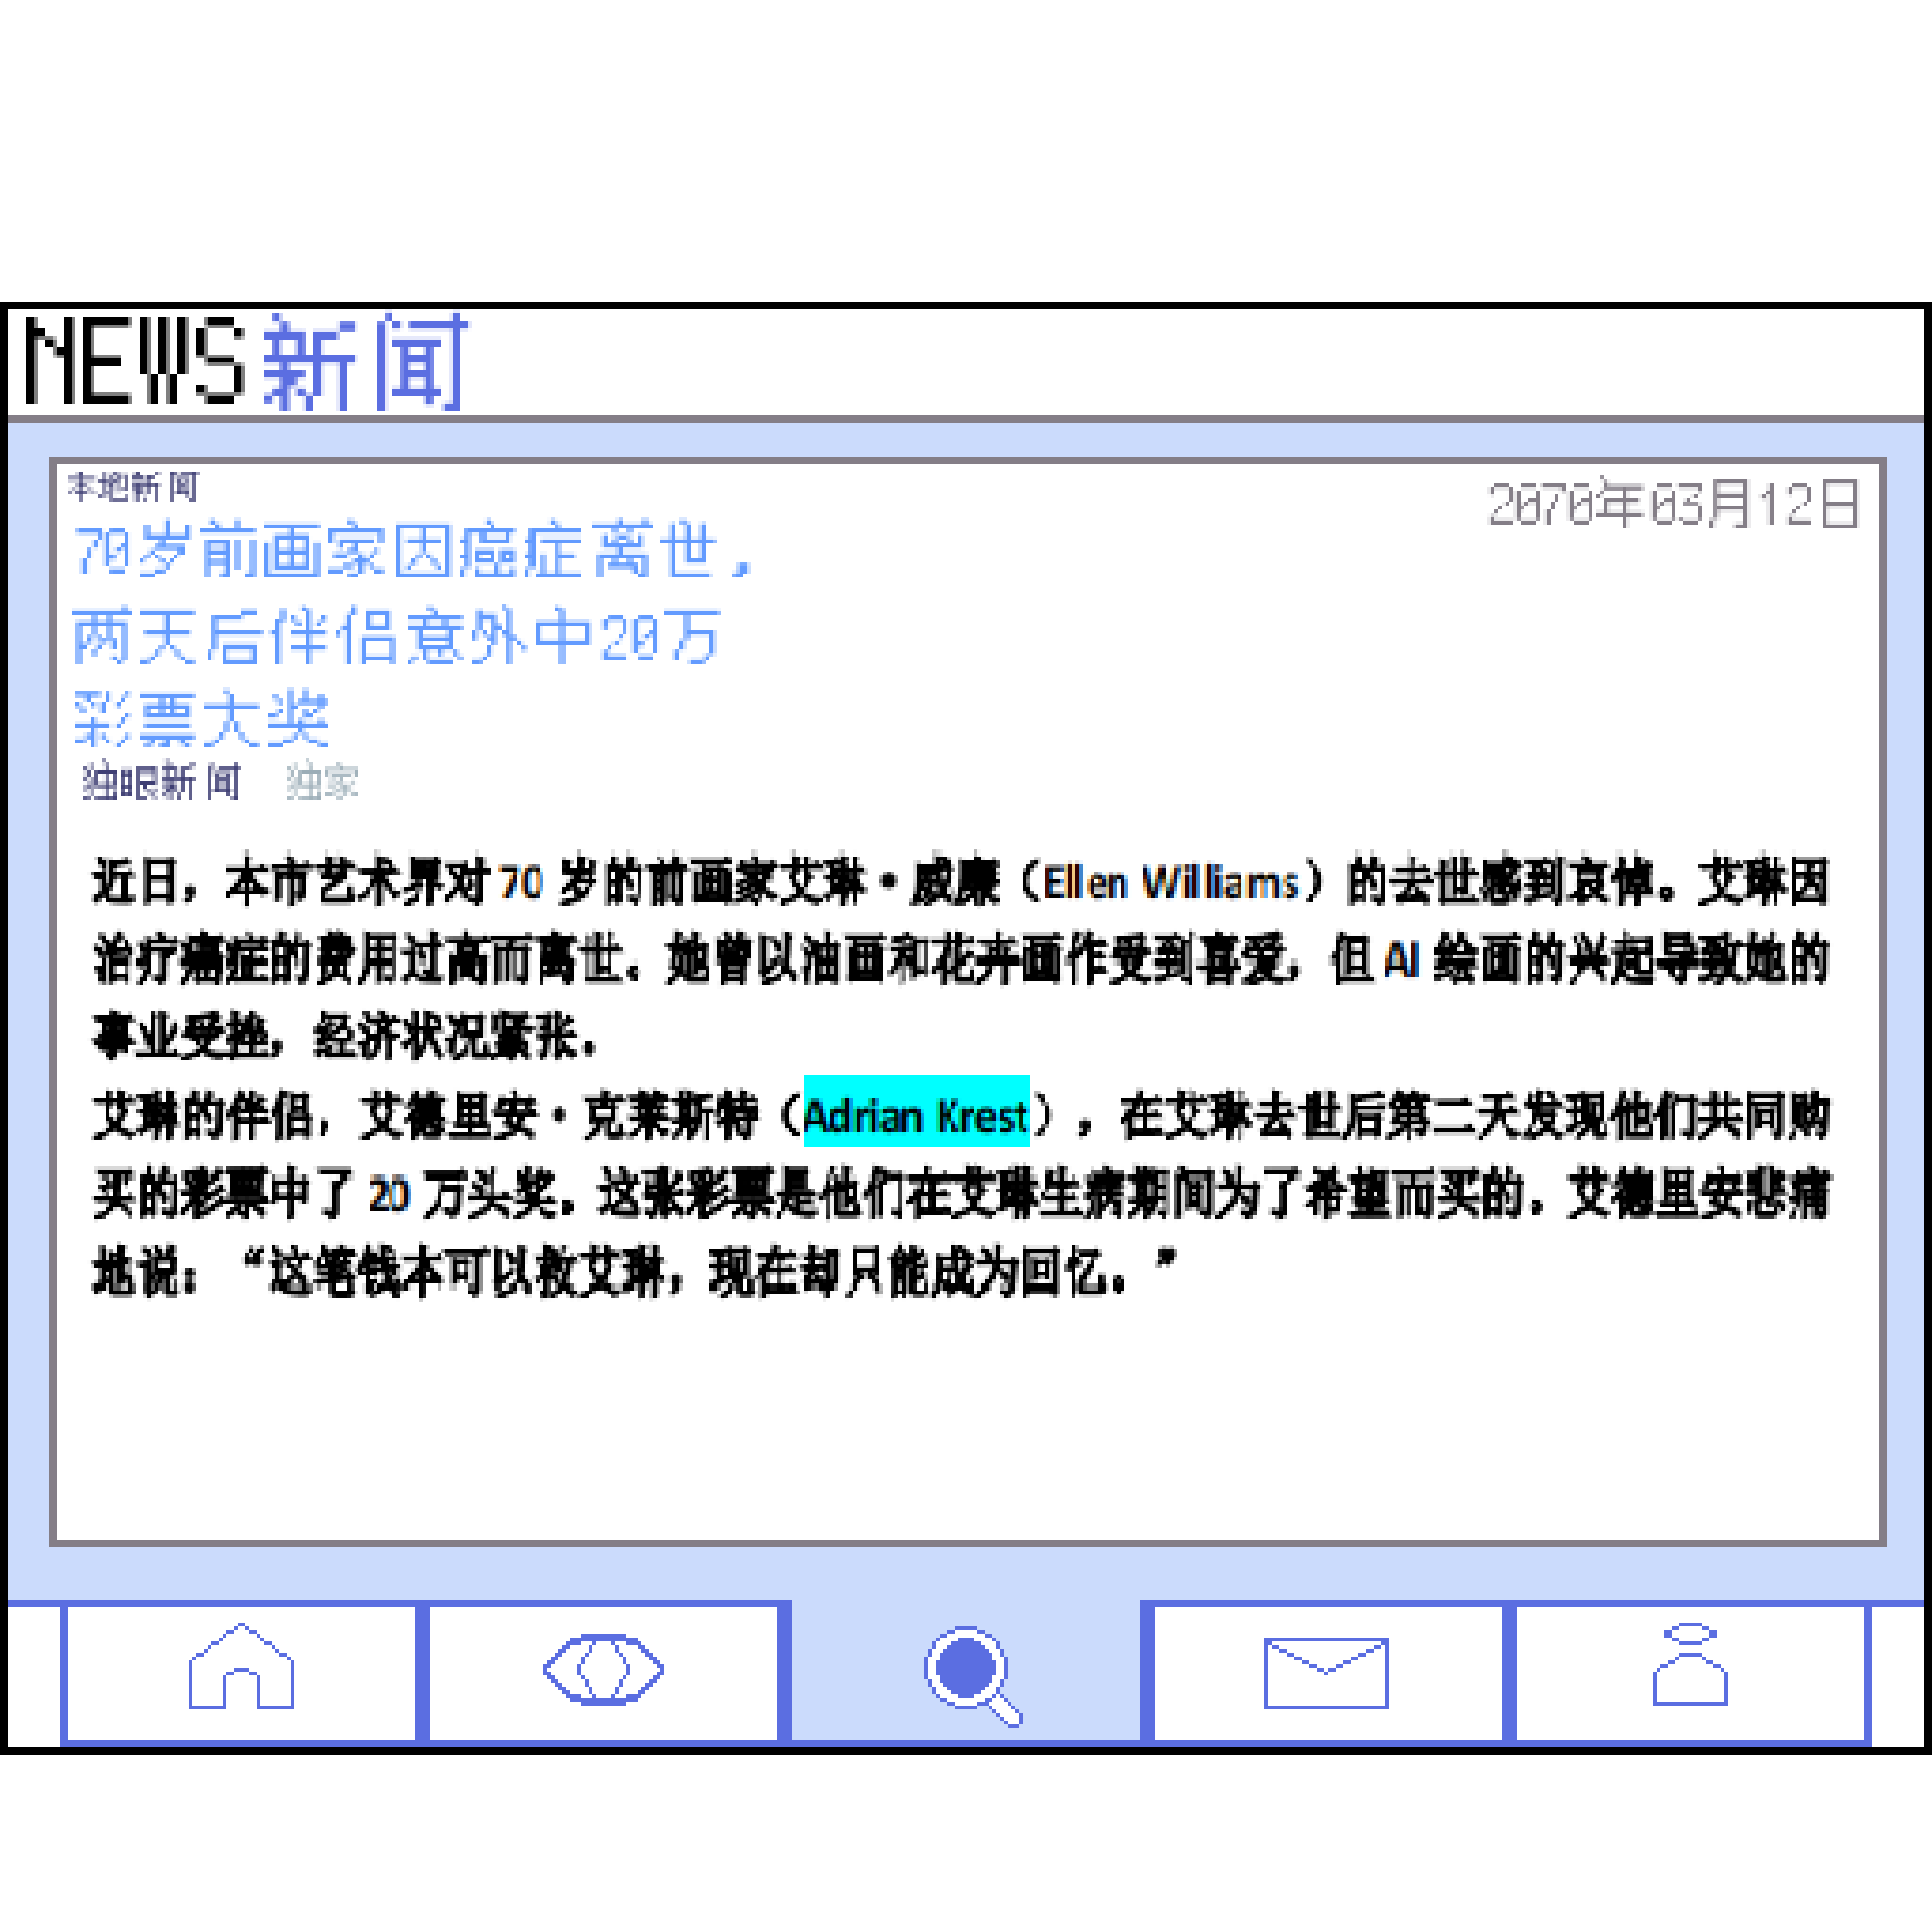 NEWS新闻
本地新闻
2070年03月12日
70岁前画家因癌症离世，
两天后伴侣意外中20万
彩票大奖
独眼新闻 独家
近日，本市艺术界对 70 岁的前画家艾琳·威廉（Ellen Williams）的去世感到哀悼。艾琳因
治疗癌症的费用过高而离世。她曾以油画和花卉画作受到喜爱，但 AI 绘画的兴起导致她的
事业受挫，经济状况紧张。
艾琳的伴侣，艾德里安·克莱斯特（Adrian Krest），在艾琳去世后第二天发现他们共同购
买的彩票中了 20 万头奖。这张彩票是他们在艾琳生病期间为了希望而买的。艾德里安悲痛
地说：“这笔钱本可以救艾琳，现在却只能成为回忆。”